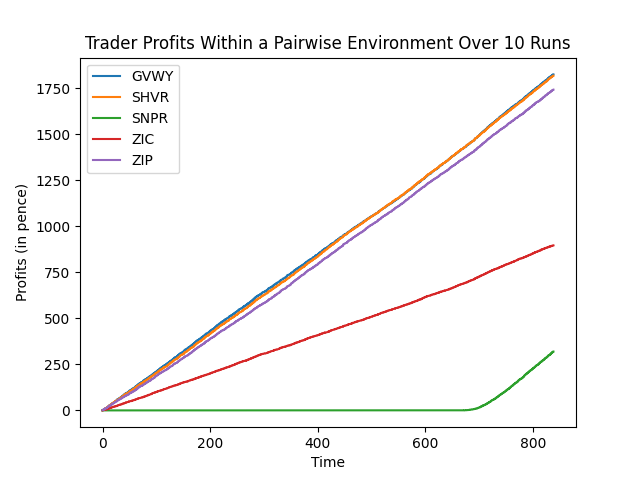 Trader Profits Within a Pairwise Environment Over 10 Runs
GVWY
SHVR
SNPR
ZIC
ZIP
Profits (in pence)
1750
1500
1250
1000
750
500
250
0
0 200 400 600 800
Time